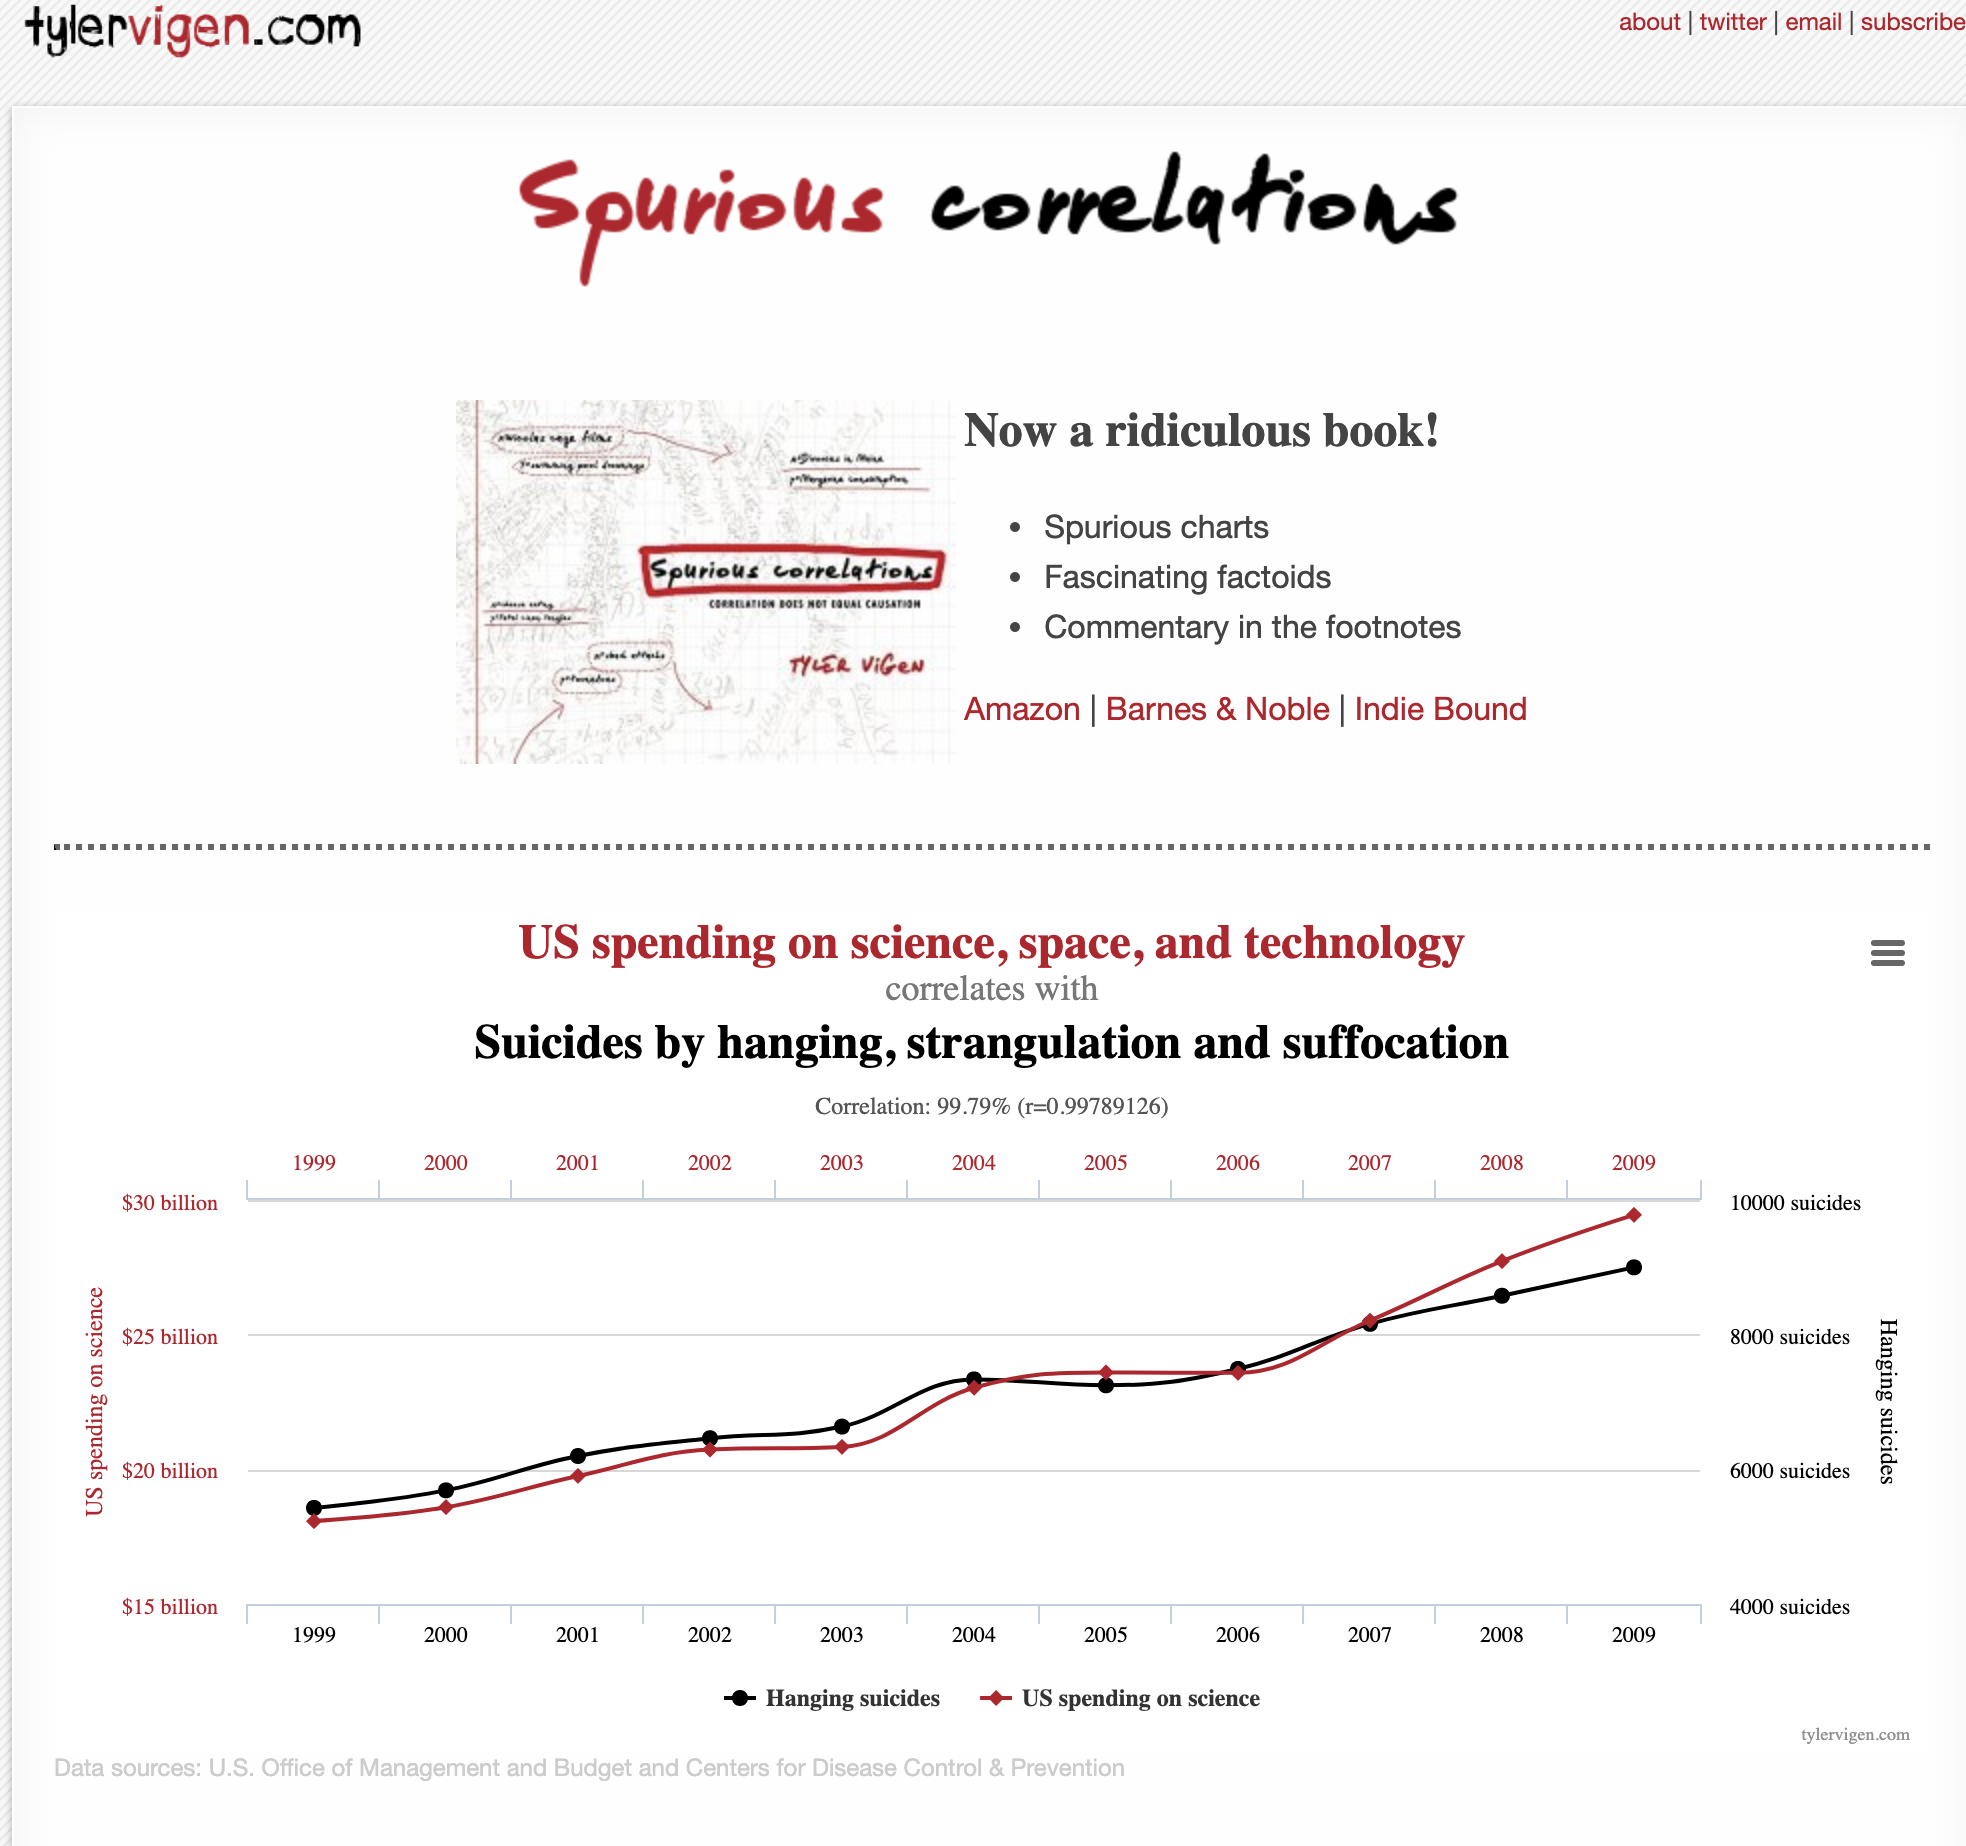 tylervigen.com
about | twitter | email | subscribe
Spurious correlations
Now a ridiculous book!
Spurious correlations
CORRELATION DOES NOT EQUAL CAUSATION
TYLER ViGEN
• Spurious charts
• Fascinating factoids
• Commentary in the footnotes
Amazon | Barnes & Noble | Indie Bound
US spending on science, space, and technology
correlates with
Suicides by hanging, strangulation and suffocation
Correlation: 99.79% (r=0.99789126)
1999 2000 2001 2002 2003 2004 2005 2006 2007 2008 2009
US spending on science
Hanging suicides
$30 billion 10000 suicides
$25 billion 8000 suicides
$20 billion 6000 suicides
$15 billion 4000 suicides
1999 2000 2001 2002 2003 2004 2005 2006 2007 2008 2009
Hanging suicides US spending on science
tylervigen.com
Data sources: U.S. Office of Management and Budget and Centers for Disease Control & Prevention